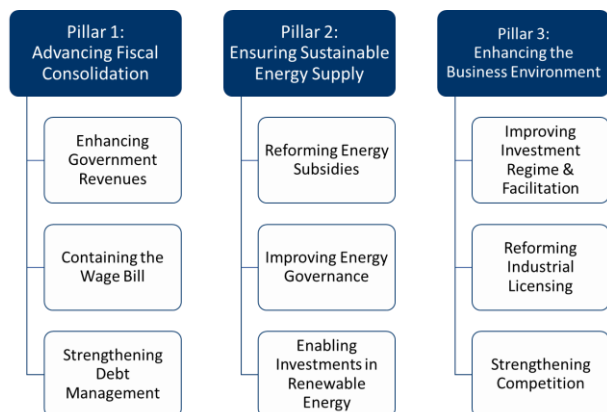 Pillar 1:
Advancing Fiscal
Consolidation
Enhancing
Government
Revenues
Containing the
Wage Bill
Strengthening
Debt
Management
Pillar 2:
Ensuring Sustainable
Energy Supply
Reforming Energy
Subsidies
Improving Energy
Governance
Enabling
Investments in
Renewable
Energy
Pillar 3:
Enhancing the
Business Environment
Improving
Investment
Regime &
Facilitation
Reforming
Industrial
Licensing
Strengthening
Competition